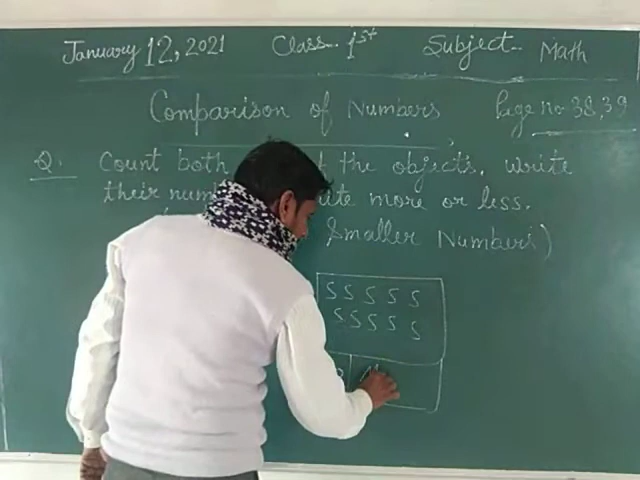 January 12, 2021 Class- 1st Subject- Math
Comparison of Numbers Page no 38,39
Q. Count both the objects. Write
their more or less.
Smaller Numbers)
S S S S S
S S S S S